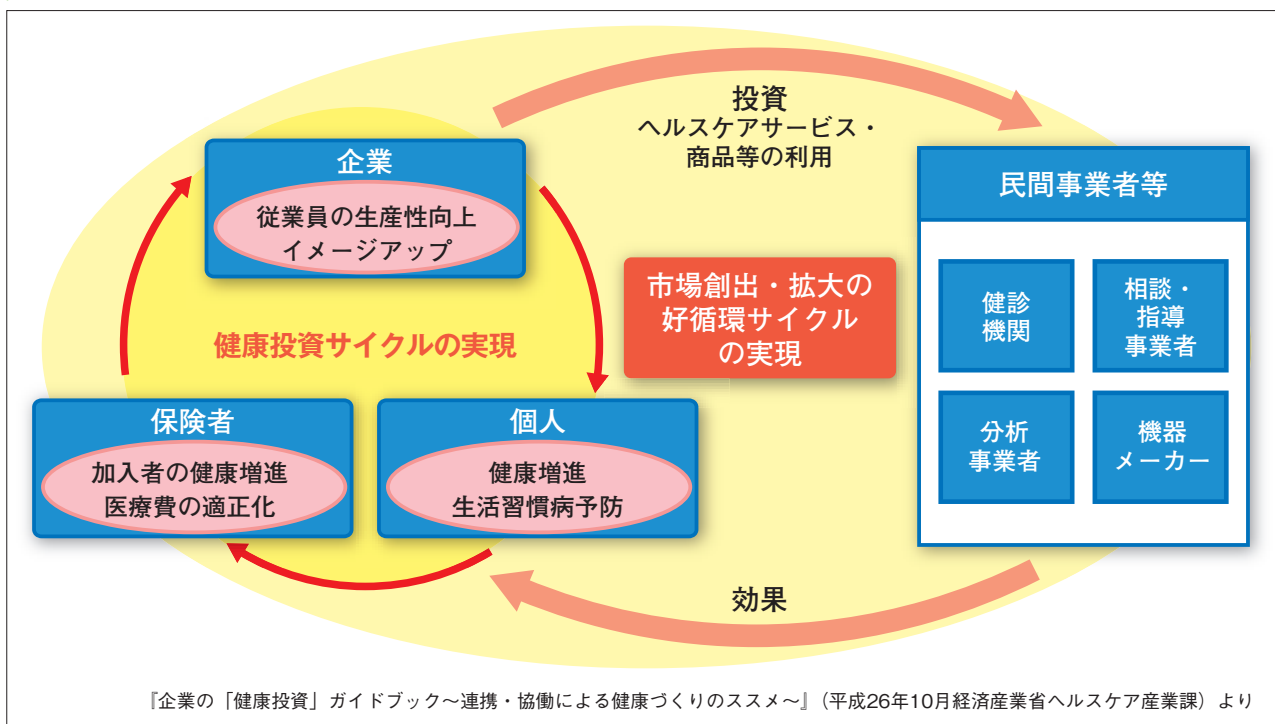 投資
ヘルスケアサービス・
商品等の利用
企業
従業員の生産性向上
イメージアップ
民間事業者等
健診
機関
相談・
指導
事業者
分析
事業者
機器
メーカー
市場創出・拡大の
好循環サイクル
の実現
健康投資サイクルの実現
保険者
加入者の健康増進
医療費の適正化
個人
健康増進
生活習慣病予防
効果
『企業の「健康投資」ガイドブック〜連携・協働による健康づくりのススメ〜』（平成26年10月経済産業省ヘルスケア産業課）より